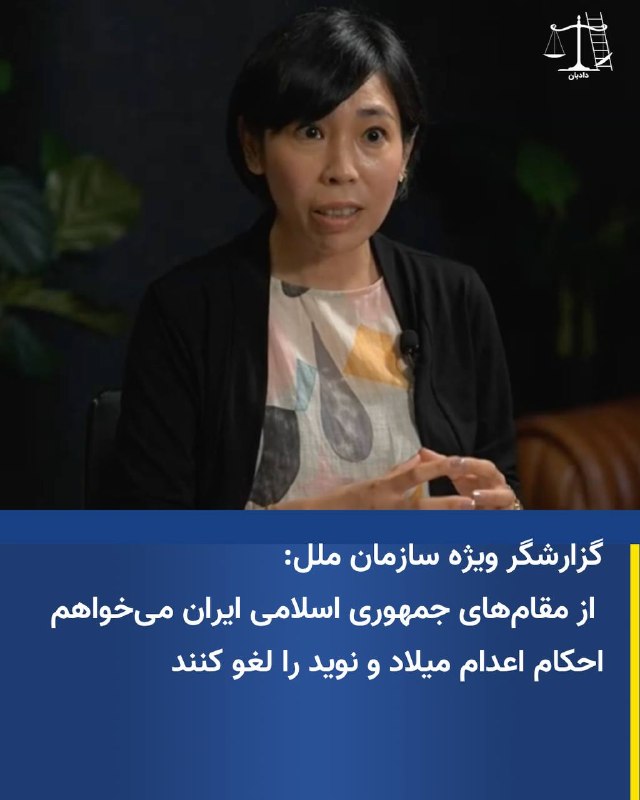 دادبان
گزارشگر ویژه سازمان ملل:
از مقام‌های جمهوری اسلامی ایران می‌خواهم
احکام اعدام میلاد و نوید را لغو کنند